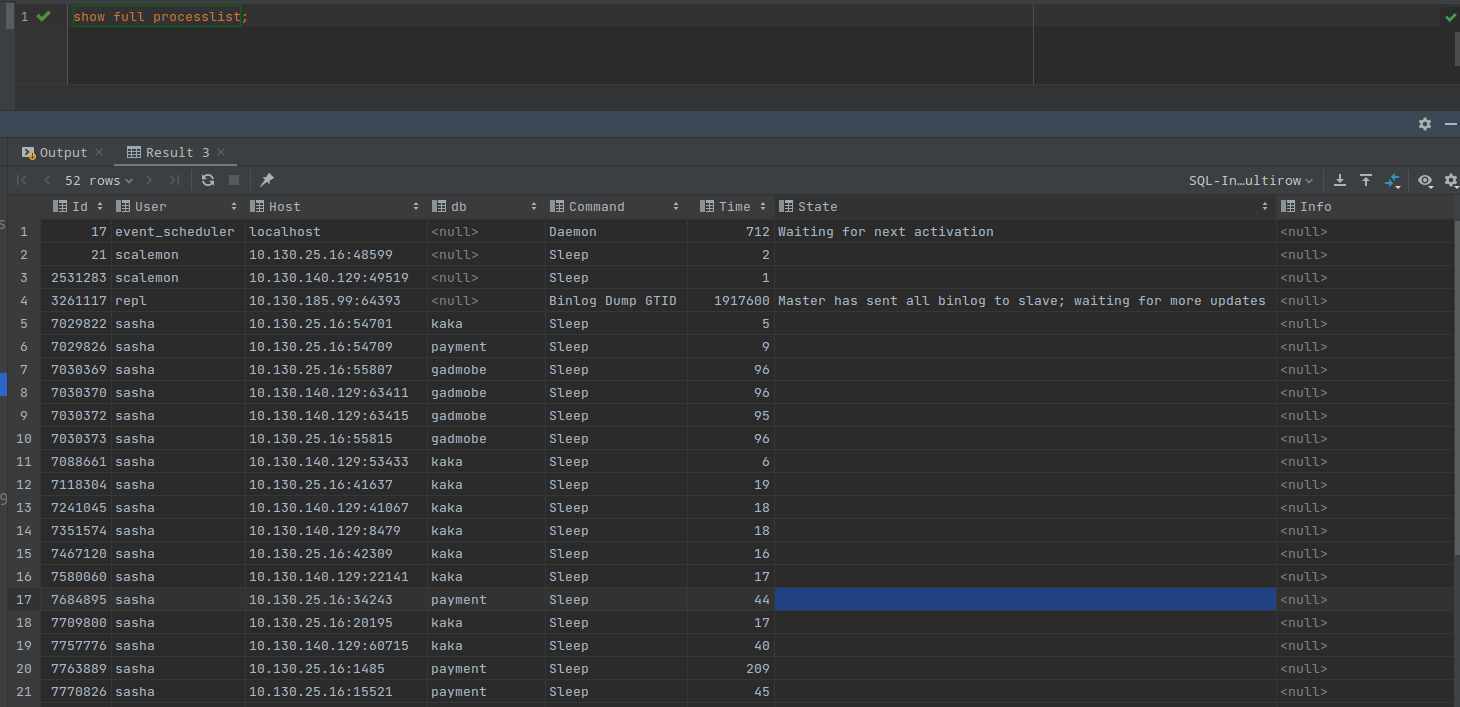 1 show full processlist;
Output Result 3
52 rows SQL-In…ultirow
Id User Host db Command Time State Info
1 17 event_scheduler localhost <null> Daemon 712 Waiting for next activation <null>
2 21 scalemon 10.130.25.16:48599 <null> Sleep 2 <null>
3 2531283 scalemon 10.130.140.129:49519 <null> Sleep 1 <null>
4 3261117 repl 10.130.185.99:64393 <null> Binlog Dump GTID 1917600 Master has sent all binlog to slave; waiting for more updates <null>
5 7029822 sasha 10.130.25.16:54701 kaka Sleep 5 <null>
6 7029826 sasha 10.130.25.16:54709 payment Sleep 9 <null>
7 7030369 sasha 10.130.25.16:55807 gadmobe Sleep 96 <null>
8 7030370 sasha 10.130.140.129:63411 gadmobe Sleep 96 <null>
9 7030372 sasha 10.130.140.129:63415 gadmobe Sleep 95 <null>
10 7030373 sasha 10.130.25.16:55815 gadmobe Sleep 96 <null>
11 7088661 sasha 10.130.140.129:53433 kaka Sleep 6 <null>
12 7118304 sasha 10.130.25.16:41637 kaka Sleep 19 <null>
13 7241045 sasha 10.130.140.129:41067 kaka Sleep 18 <null>
14 7351574 sasha 10.130.140.129:8479 kaka Sleep 18 <null>
15 7467120 sasha 10.130.25.16:42309 kaka Sleep 16 <null>
16 7580060 sasha 10.130.140.129:22141 kaka Sleep 17 <null>
17 7684895 sasha 10.130.25.16:34243 payment Sleep 44 <null>
18 7709800 sasha 10.130.25.16:20195 kaka Sleep 17 <null>
19 7757776 sasha 10.130.140.129:60715 kaka Sleep 40 <null>
20 7763889 sasha 10.130.25.16:1485 payment Sleep 209 <null>
21 7770826 sasha 10.130.25.16:15521 payment Sleep 45 <null>